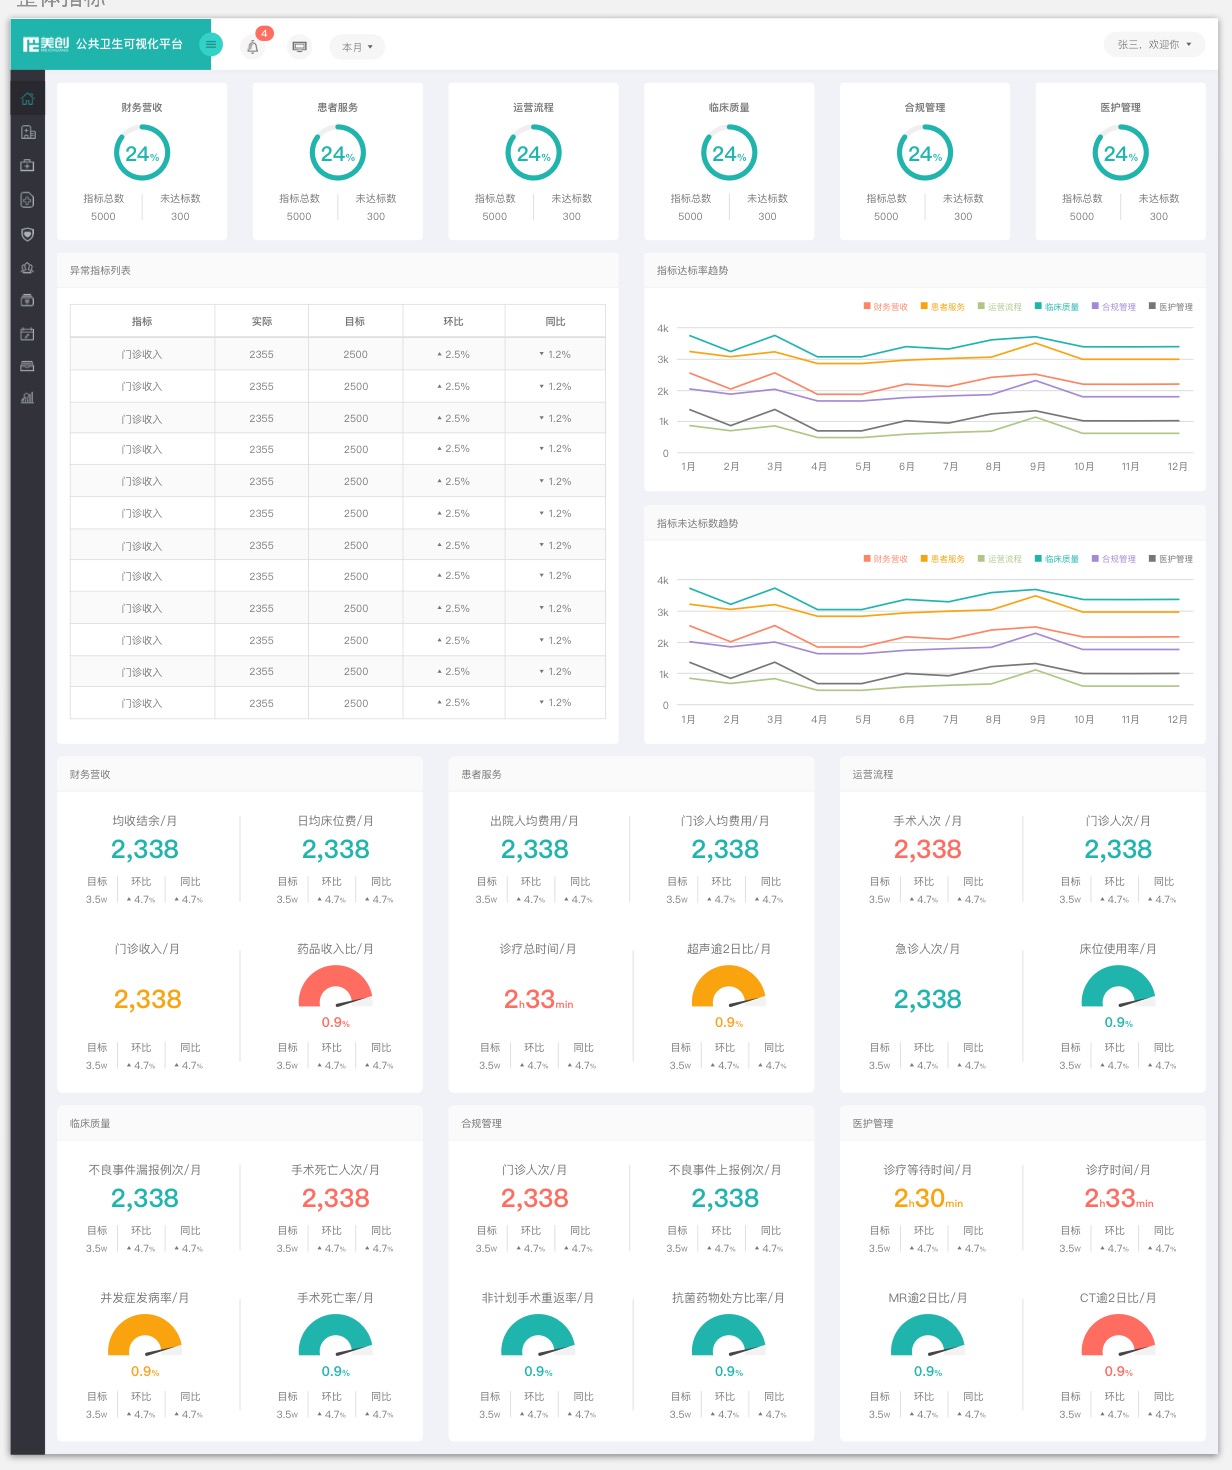 整体指标
美创 公共卫生可视化平台
4
本月
张三，欢迎你
财务营收 患者服务 运营流程 临床质量 合规管理 医护管理
24% 24% 24% 24% 24% 24%
指标总数 未达标数 指标总数 未达标数 指标总数 未达标数 指标总数 未达标数 指标总数 未达标数 指标总数 未达标数
5000 300 5000 300 5000 300 5000 300 5000 300 5000 300
异常指标列表
指标 实际 目标 环比 同比
门诊收入 2355 2500 ▲ 2.5% ▼ 1.2%
门诊收入 2355 2500 ▲ 2.5% ▼ 1.2%
门诊收入 2355 2500 ▲ 2.5% ▼ 1.2%
门诊收入 2355 2500 ▲ 2.5% ▼ 1.2%
门诊收入 2355 2500 ▲ 2.5% ▼ 1.2%
门诊收入 2355 2500 ▲ 2.5% ▼ 1.2%
门诊收入 2355 2500 ▲ 2.5% ▼ 1.2%
门诊收入 2355 2500 ▲ 2.5% ▼ 1.2%
门诊收入 2355 2500 ▲ 2.5% ▼ 1.2%
门诊收入 2355 2500 ▲ 2.5% ▼ 1.2%
门诊收入 2355 2500 ▲ 2.5% ▼ 1.2%
门诊收入 2355 2500 ▲ 2.5% ▼ 1.2%
指标达标率趋势
财务营收 患者服务 运营流程 临床质量 合规管理 医护管理
4k
3k
2k
1k
0
1月 2月 3月 4月 5月 6月 7月 8月 9月 10月 11月 12月
指标未达标数趋势
财务营收 患者服务 运营流程 临床质量 合规管理 医护管理
4k
3k
2k
1k
0
1月 2月 3月 4月 5月 6月 7月 8月 9月 10月 11月 12月
财务营收
均收结余/月 日均床位费/月
2,338 2,338
目标 环比 同比 目标 环比 同比
3.5w ▲ 4.7% ▲ 4.7% 3.5w ▲ 4.7% ▲ 4.7%
门诊收入/月 药品收入比/月
2,338
0.9%
目标 环比 同比 目标 环比 同比
3.5w ▲ 4.7% ▲ 4.7% 3.5w ▲ 4.7% ▲ 4.7%
患者服务
出院人均费用/月 门诊人均费用/月
2,338 2,338
目标 环比 同比 目标 环比 同比
3.5w ▲ 4.7% ▲ 4.7% 3.5w ▲ 4.7% ▲ 4.7%
诊疗总时间/月 超声逾2日比/月
2h33min
0.9%
目标 环比 同比 目标 环比 同比
3.5w ▲ 4.7% ▲ 4.7% 3.5w ▲ 4.7% ▲ 4.7%
运营流程
手术人次 /月 门诊人次/月
2,338 2,338
目标 环比 同比 目标 环比 同比
3.5w ▲ 4.7% ▲ 4.7% 3.5w ▲ 4.7% ▲ 4.7%
急诊人次/月 床位使用率/月
2,338
0.9%
目标 环比 同比 目标 环比 同比
3.5w ▲ 4.7% ▲ 4.7% 3.5w ▲ 4.7% ▲ 4.7%
临床质量
不良事件漏报例次/月 手术死亡人次/月
2,338 2,338
目标 环比 同比 目标 环比 同比
3.5w ▲ 4.7% ▲ 4.7% 3.5w ▲ 4.7% ▲ 4.7%
并发症发病率/月 手术死亡率/月
0.9% 0.9%
目标 环比 同比 目标 环比 同比
3.5w ▲ 4.7% ▲ 4.7% 3.5w ▲ 4.7% ▲ 4.7%
合规管理
门诊人次/月 不良事件上报例次/月
2,338 2,338
目标 环比 同比 目标 环比 同比
3.5w ▲ 4.7% ▲ 4.7% 3.5w ▲ 4.7% ▲ 4.7%
非计划手术重返率/月 抗菌药物处方比率/月
0.9% 0.9%
目标 环比 同比 目标 环比 同比
3.5w ▲ 4.7% ▲ 4.7% 3.5w ▲ 4.7% ▲ 4.7%
医护管理
诊疗等待时间/月 诊疗时间/月
2h30min 2h33min
目标 环比 同比 目标 环比 同比
3.5w ▲ 4.7% ▲ 4.7% 3.5w ▲ 4.7% ▲ 4.7%
MR逾2日比/月 CT逾2日比/月
0.9% 0.9%
目标 环比 同比 目标 环比 同比
3.5w ▲ 4.7% ▲ 4.7% 3.5w ▲ 4.7% ▲ 4.7%